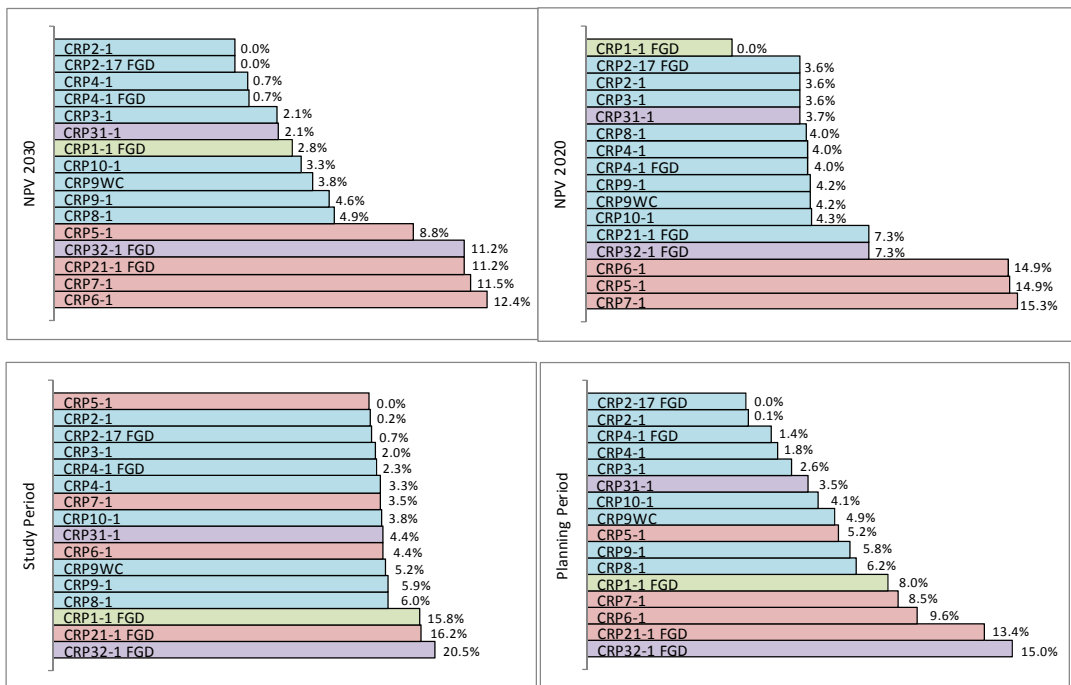 NPV 2030
CRP2-1 0.0%
CRP2-17 FGD 0.0%
CRP4-1 0.7%
CRP4-1 FGD 0.7%
CRP3-1 2.1%
CRP31-1 2.1%
CRP1-1 FGD 2.8%
CRP10-1 3.3%
CRP9WC 3.8%
CRP9-1 4.6%
CRP8-1 4.9%
CRP5-1 8.8%
CRP32-1 FGD 11.2%
CRP21-1 FGD 11.2%
CRP7-1 11.5%
CRP6-1 12.4%
NPV 2020
CRP1-1 FGD 0.0%
CRP2-17 FGD 3.6%
CRP2-1 3.6%
CRP3-1 3.6%
CRP31-1 3.7%
CRP8-1 4.0%
CRP4-1 4.0%
CRP4-1 FGD 4.0%
CRP9-1 4.2%
CRP9WC 4.2%
CRP10-1 4.3%
CRP21-1 FGD 7.3%
CRP32-1 FGD 7.3%
CRP6-1 14.9%
CRP5-1 14.9%
CRP7-1 15.3%
Study Period
CRP5-1 0.0%
CRP2-1 0.2%
CRP2-17 FGD 0.7%
CRP3-1 2.0%
CRP4-1 FGD 2.3%
CRP4-1 3.3%
CRP7-1 3.5%
CRP10-1 3.8%
CRP31-1 4.4%
CRP6-1 4.4%
CRP9WC 5.2%
CRP9-1 5.9%
CRP8-1 6.0%
CRP1-1 FGD 15.8%
CRP21-1 FGD 16.2%
CRP32-1 FGD 20.5%
Planning Period
CRP2-17 FGD 0.0%
CRP2-1 0.1%
CRP4-1 FGD 1.4%
CRP4-1 1.8%
CRP3-1 2.6%
CRP31-1 3.5%
CRP10-1 4.1%
CRP9WC 4.9%
CRP5-1 5.2%
CRP9-1 5.8%
CRP8-1 6.2%
CRP1-1 FGD 8.0%
CRP7-1 8.5%
CRP6-1 9.6%
CRP21-1 FGD 13.4%
CRP32-1 FGD 15.0%